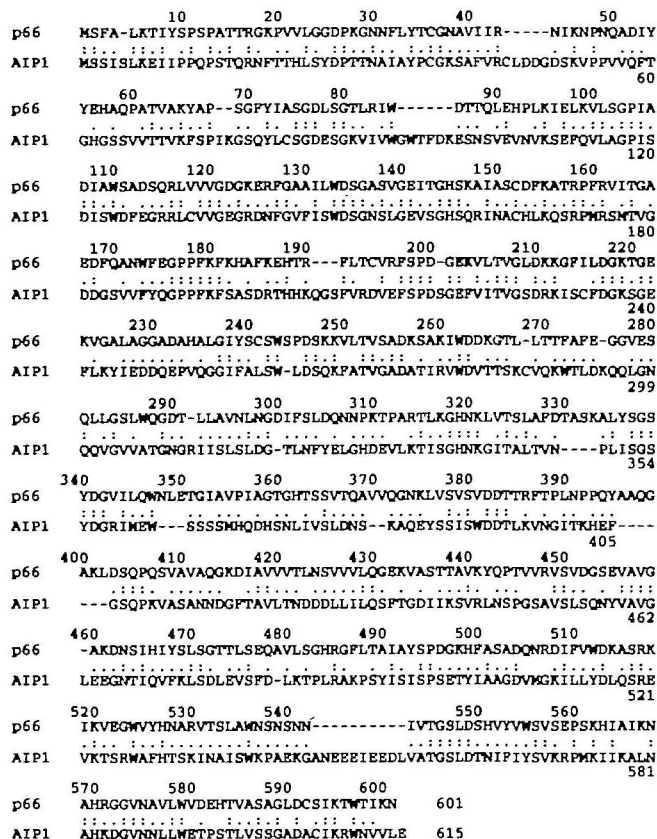 10 20 30 40 50
p66 MSFA-LKTIYSPSPATTRGKPVVLGGDPKGNNFLYTCGNAVIIR-----NIKNPNQADIY
AIP1 MSSISLKEIIPPQPSTQRNFTTHLSYDPTTNAIAYPCGKSAFVRCLDDGDSKVPPVVQFT
60
60 70 80 90 100
p66 YEHAQPATVAKYAP--SGFYIASGDLSGTLRIW------DTTQLEHPLKIELKVLSGPIA
AIP1 GHGSSVVTTVKFSPIKGSQYLCSGDESGKVIVWGWTFDKESNSVEVNVKSEFQVLAGPIS
120
110 120 130 140 150 160
p66 DIAWSADSQRLVVVGDGKERFGAAILWDSGASVGEITGHSKAIASCDFKATRPFRVITGA
AIP1 DISWDFEGRRLCVVGEGRDNFGVFISWDSGNSLGEVSGHSQRINACHLKQSRPMRSMTVG
180
170 180 190 200 210 220
p66 EDFQANWFEGPPFKFKHAFKEHTR---FLTCVRFSPD-GEKVLTVGLDKKGFILDGKTGE
AIP1 DDGSVVFYQGPPFKFSASDRTHHKQGSFVRDVEFSPDSGEFVITVGSDRKISCFDGKSGE
240
230 240 250 260 270 280
p66 KVGALAGGADAHALGIYSCSWSPDSKKVLTVSADKSAKIWDDKGTL-LTTFAFE-GGVES
AIP1 FLKYIEDDQEPVQGGIFALSW-LDSQKFATVGADATIRVWDVTTSKCVQKWTLDKQQLGN
299
290 300 310 320 330
p66 QLLGSLWQGDT-LLAVNLNGDIFSLDQNNPKTPARTLKGHNKLVTSLAFDTASKALYSGS
AIP1 QQVGVVATGNGRIISLSLDG-TLNFYELGHDEVLKTISGHNKGITALTVN----PLISGS
354
340 350 360 370 380 390
p66 YDGVILQWNLETGIAVPIAGTGHTSSVTQAVVQGNKLVSVSVDDTTRFTPLNPPQYAAQG
AIP1 YDGRIMEW---SSSSMHQDHSNLIVSLDNS--KAQEYSSISWDDTLKVNGITKHEF----
405
400 410 420 430 440 450
p66 AKLDSQPQSVAVAQGKDIAVVVTLNSVVVLQGEKVASTTAVKYQPTVVRVSVDGSEVAVG
AIP1 ---GSQPKVASANNDGFTAVLTNDDDLLILQSFTGDIIKSVRLNSPGSAVSLSQNYVAVG
462
460 470 480 490 500 510
p66 -AKDNSIHIYSLSGTTLSEQAVLSGHRGFLTAIAYSPDGKHFASADQNRDIFVWDKASRK
AIP1 LEEGNTIQVFKLSDLEVSFD-LKTPLRAKPSYISISPSETYIAAGDVMGKILLYDLQSRE
521
520 530 540 550 560
p66 IKVEGWVYHNARVTSLAWNSNSNN----------IVTGSLDSHVYVWSVSEPSKHIAIKN
AIP1 VKTSRWAFHTSKINAISWKPAEKGANEEEIEEDLVATGSLDTNIFIYSVKRPMKIIKALN
581
570 580 590 600
p66 AHRGGVNAVLWVDEHTVASAGLDCSIKTWTIKN 601
AIP1 AHKDGVNNLLWETPSTLVSSGADACIKRWNVVLE 615